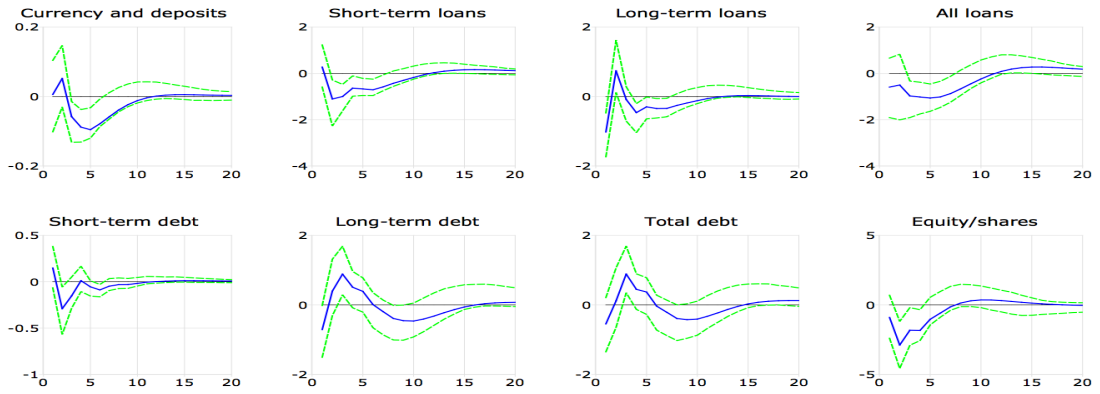 Currency and deposits
0.2
0
-0.2
0 5 10 15 20
Short-term loans
2
0
-2
-4
0 5 10 15 20
Long-term loans
2
0
-2
0 5 10 15 20
All loans
2
0
-2
-4
0 5 10 15 20
Short-term debt
0.5
0
-0.5
-1
0 5 10 15 20
Long-term debt
2
0
-2
0 5 10 15 20
Total debt
2
0
-2
0 5 10 15 20
Equity/shares
5
0
-5
0 5 10 15 20